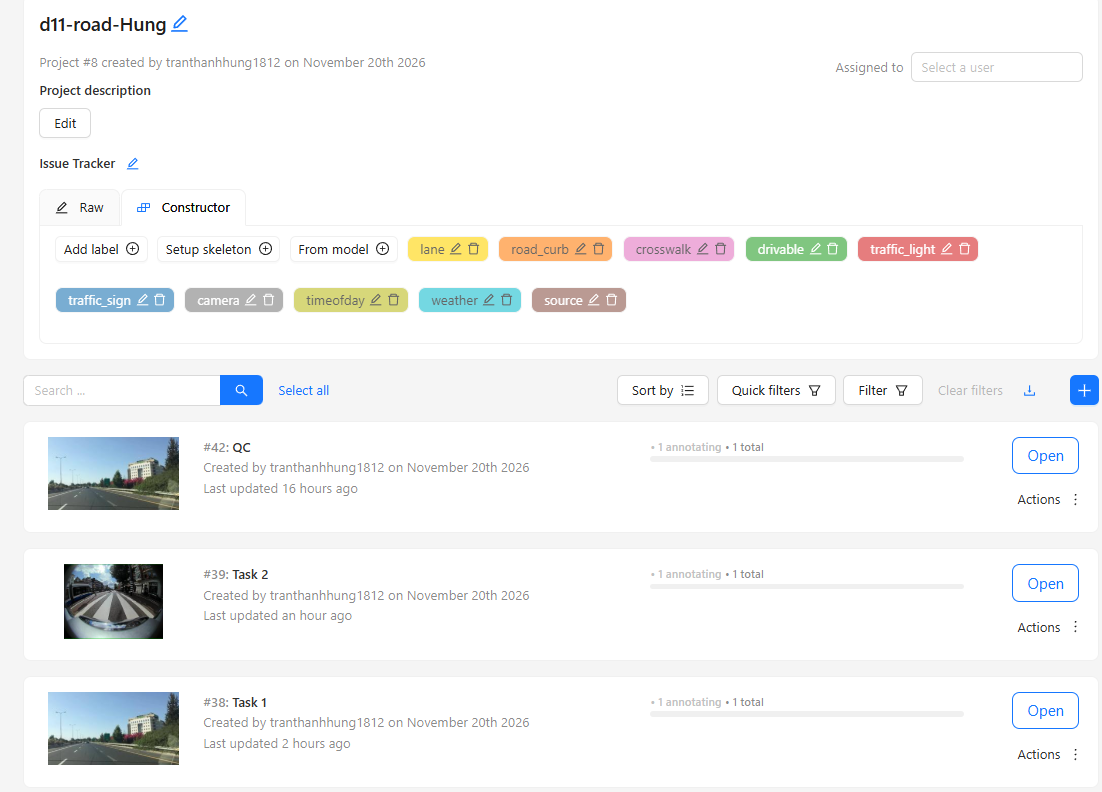 d11-road-Hung
Project #8 created by tranthanhhung1812 on November 20th 2026
Assigned to
Select a user
Project description
Edit
Issue Tracker
Raw
Constructor
Add label
Setup skeleton
From model
lane
road_curb
crosswalk
drivable
traffic_light
traffic_sign
camera
timeofday
weather
source
Search ...
Select all
Sort by
Quick filters
Filter
Clear filters
#42: QC
Created by tranthanhhung1812 on November 20th 2026
Last updated 16 hours ago
• 1 annotating • 1 total
Open
Actions
#39: Task 2
Created by tranthanhhung1812 on November 20th 2026
Last updated an hour ago
• 1 annotating • 1 total
Open
Actions
#38: Task 1
Created by tranthanhhung1812 on November 20th 2026
Last updated 2 hours ago
• 1 annotating • 1 total
Open
Actions